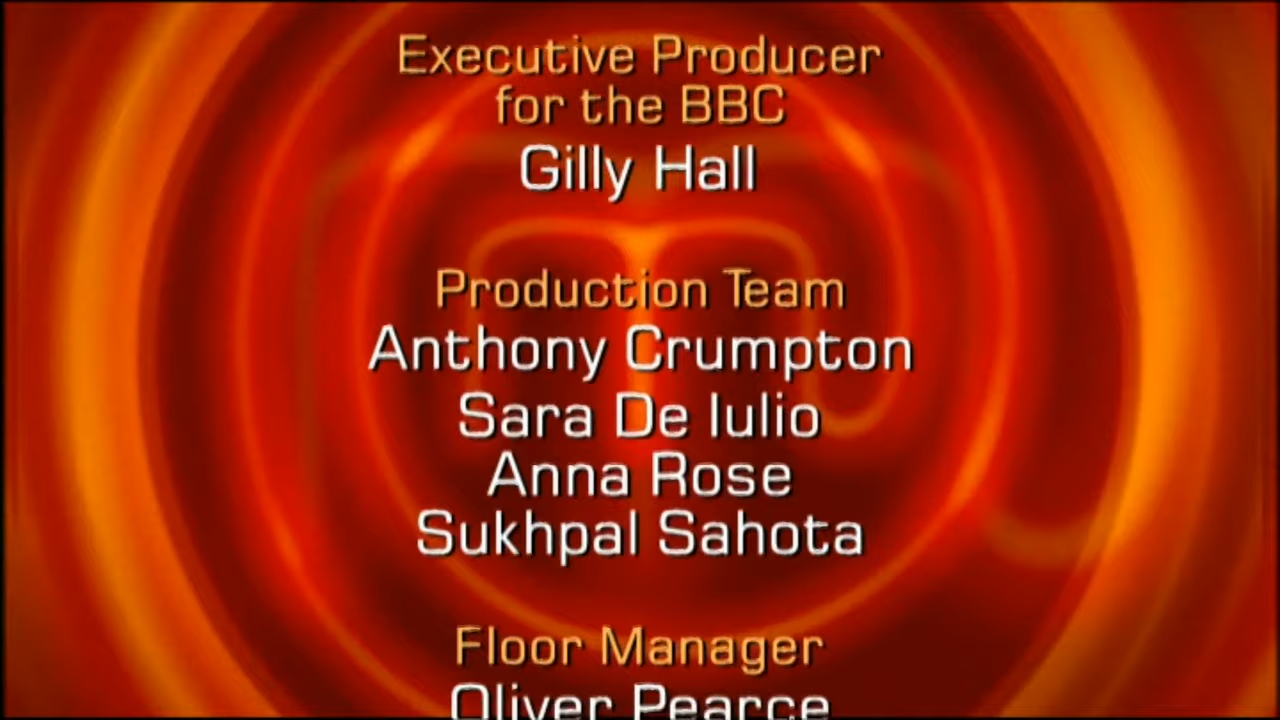 Executive Producer
for the BBC
Gilly Hall
Production Team
Anthony Crumpton
Sara De Iulio
Anna Rose
Sukhpal Sahota
Floor Manager
Oliver Pearce